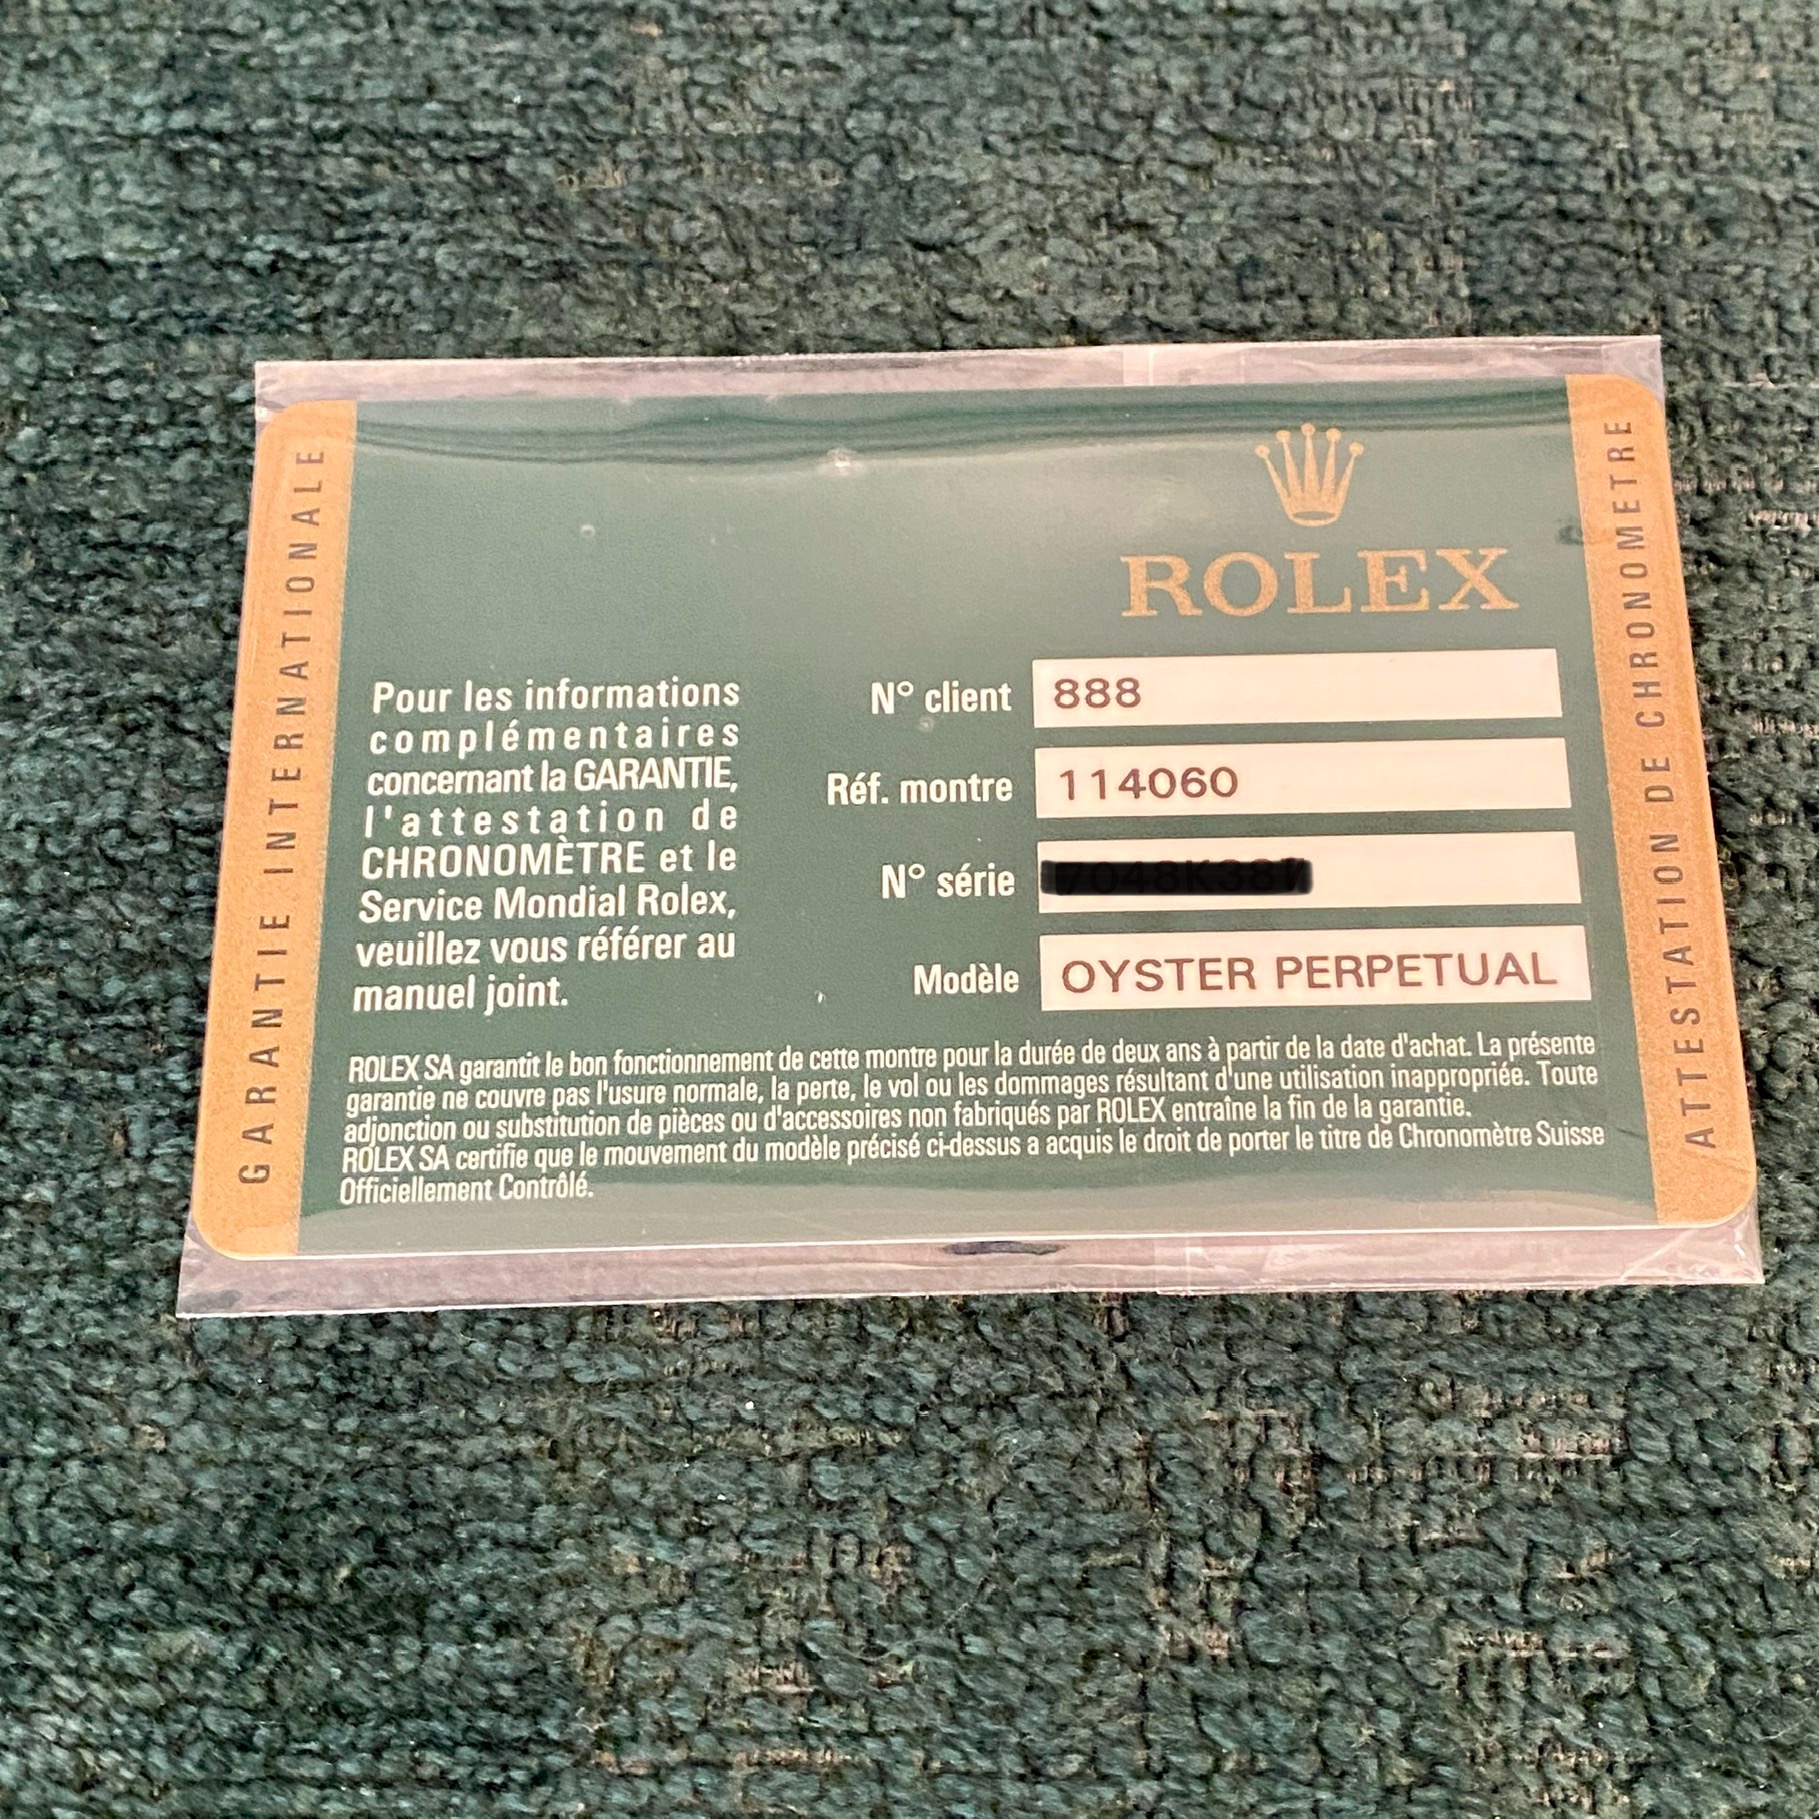 GARANTIE INTERNATIONALE
ROLEX
Pour les informations
complémentaires
concernant la GARANTIE,
l'attestation de
CHRONOMÈTRE et le
Service Mondial Rolex,
veuillez vous référer au
manuel joint.
N° client 888
Réf. montre 114060
N° série
Modèle OYSTER PERPETUAL
ROLEX SA garantit le bon fonctionnement de cette montre pour la durée de deux ans à partir de la date d'achat. La présente
garantie ne couvre pas l'usure normale, la perte, le vol ou les dommages résultant d'une utilisation inappropriée. Toute
adjonction ou substitution de pièces ou d'accessoires non fabriqués par ROLEX entraîne la fin de la garantie.
ROLEX SA certifie que le mouvement du modèle précisé ci-dessus a acquis le droit de porter le titre de Chronomètre Suisse
Officiellement Contrôlé.
ATTESTATION DE CHRONOMETRE